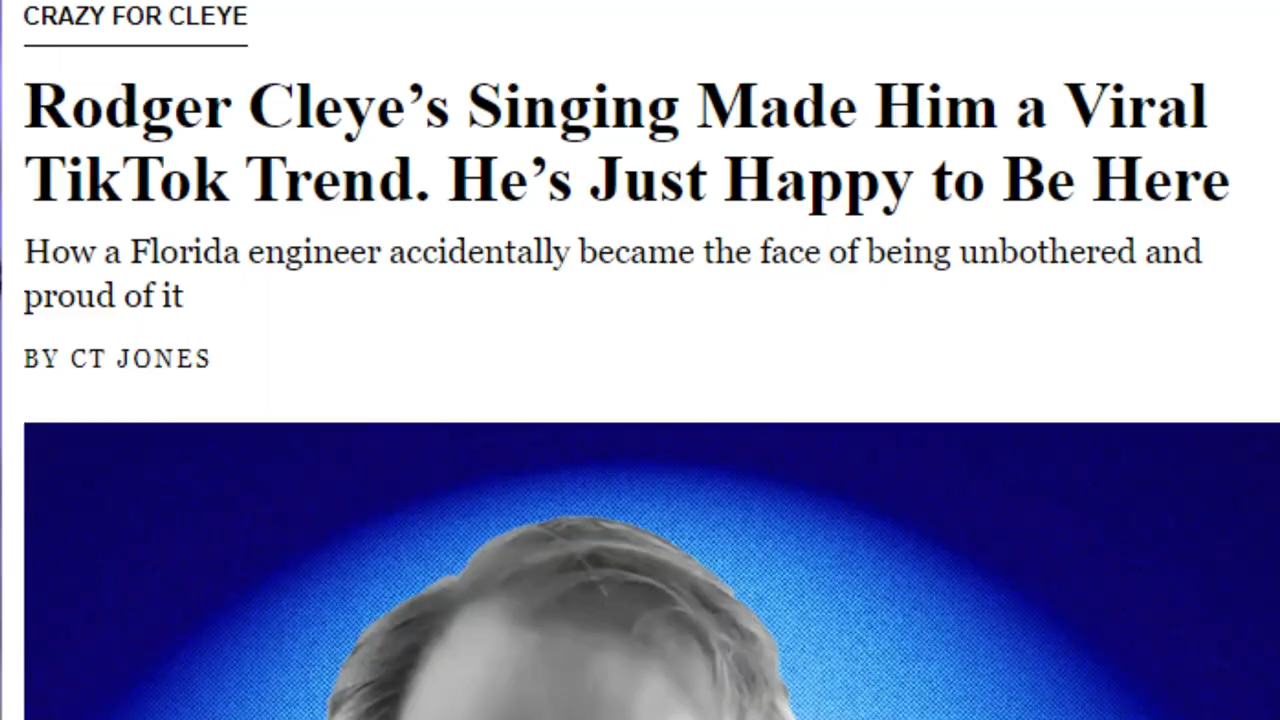 CRAZY FOR CLEYE
Rodger Cleye’s Singing Made Him a Viral
TikTok Trend. He’s Just Happy to Be Here
How a Florida engineer accidentally became the face of being unbothered and
proud of it
BY CT JONES